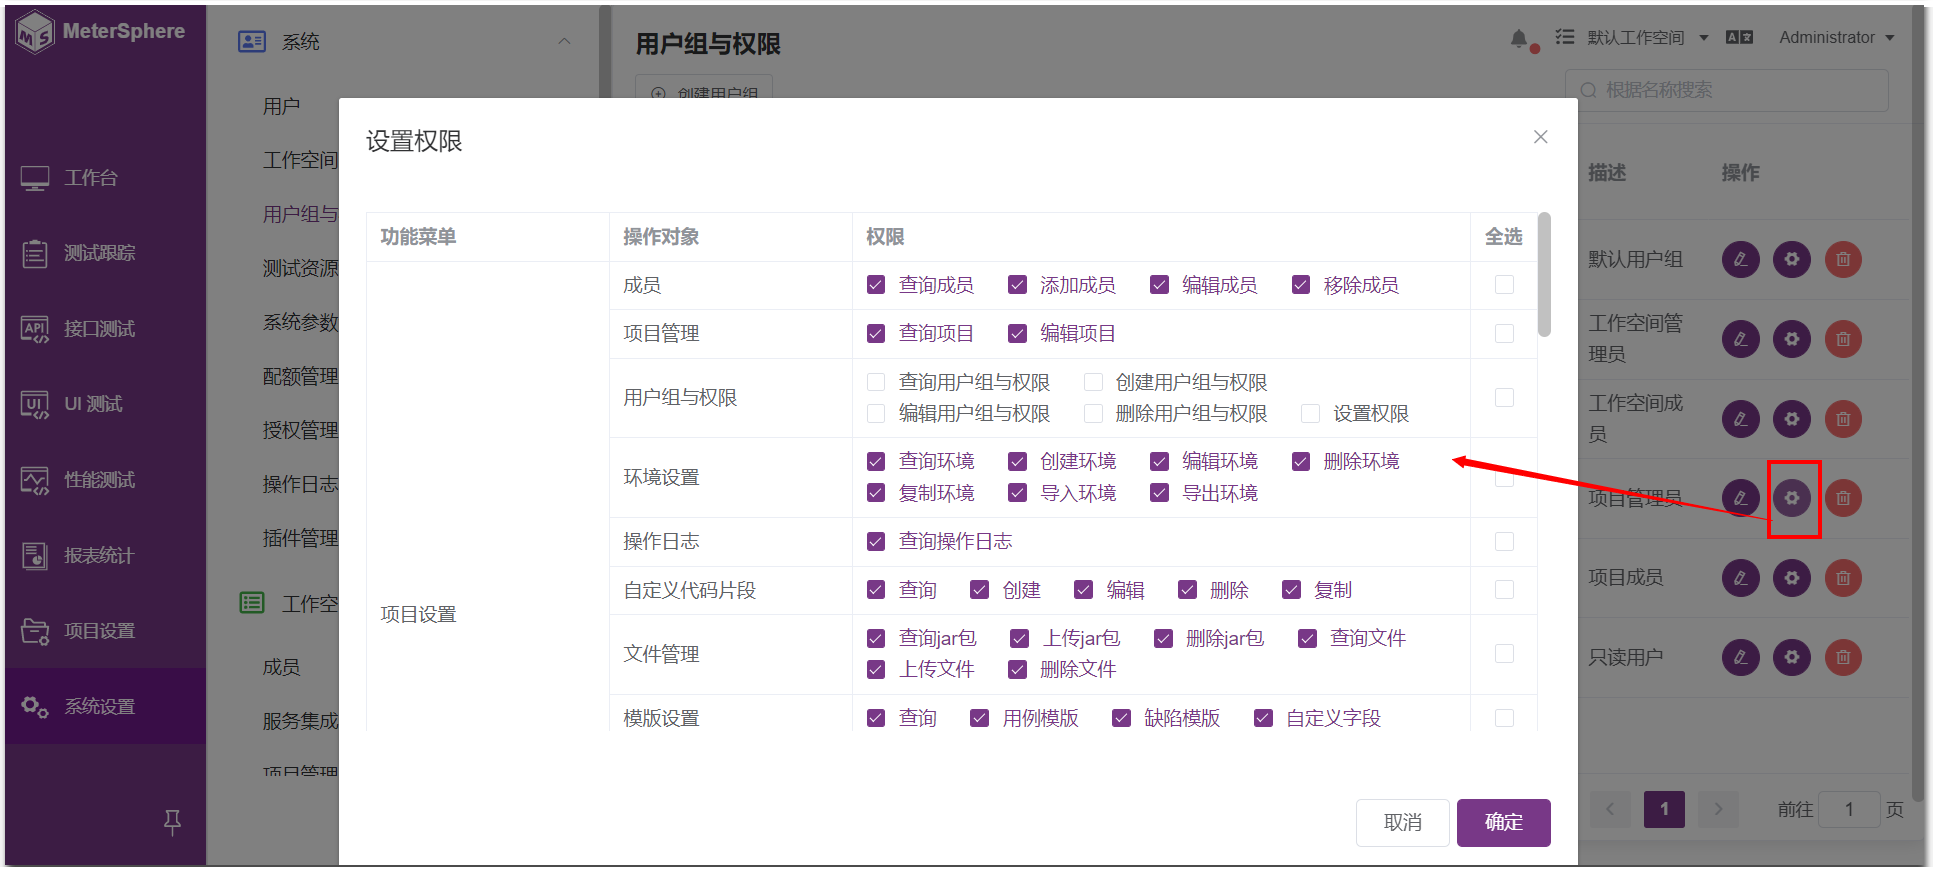 MeterSphere
工作台
测试跟踪
API 接口测试
UI UI 测试
性能测试
报表统计
项目设置
系统设置
系统
用户
工作空间
用户组与
测试资源
系统参数
配额管理
授权管理
操作日志
插件管理
工作空
成员
服务集成
项目管理
用户组与权限
默认工作空间
Administrator
创建用户组
根据名称搜索
设置权限
功能菜单 操作对象 权限 全选
项目设置
成员 查询成员 添加成员 编辑成员 移除成员
项目管理 查询项目 编辑项目
用户组与权限 查询用户组与权限 创建用户组与权限
编辑用户组与权限 删除用户组与权限 设置权限
环境设置 查询环境 创建环境 编辑环境 删除环境
复制环境 导入环境 导出环境
操作日志 查询操作日志
自定义代码片段 查询 创建 编辑 删除 复制
文件管理 查询jar包 上传jar包 删除jar包 查询文件
上传文件 删除文件
模版设置 查询 用例模版 缺陷模版 自定义字段
取消 确定
描述 操作
默认用户组
工作空间管
理员
工作空间成
员
项目管理员
项目成员
只读用户
1 前往 1 页